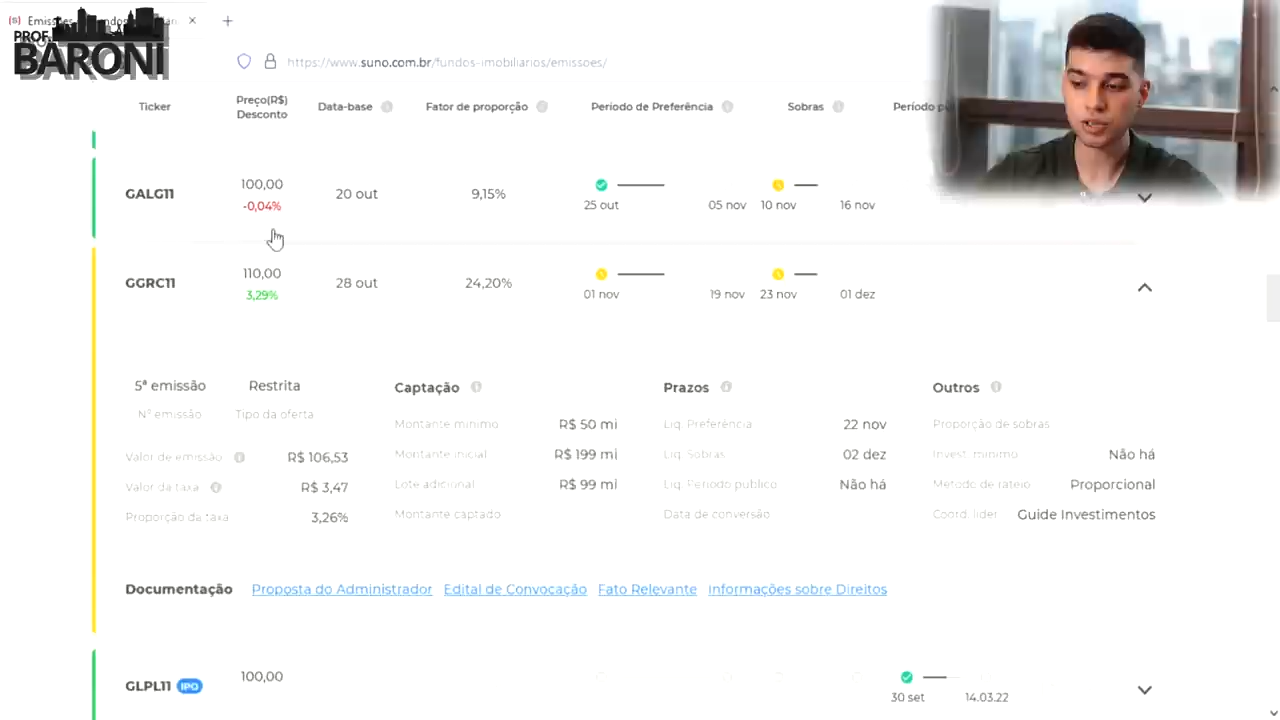 Emissões
PROF.
BARONI
https://www.suno.com.br/fundos-imobiliarios/emissoes/
Ticker
Preço(R$)
Desconto
Data-base
Fator de proporção
Período de Preferência
Sobras
GALG11
100,00
-0,04%
20 out
9,15%
25 out
05 nov
10 nov
16 nov
GGRC11
110,00
3,29%
28 out
24,20%
01 nov
19 nov
23 nov
01 dez
5ª emissão
Nº emissão
Restrita
Tipo da oferta
Valor de emissão
R$ 106,53
Valor da taxa
R$ 3,47
Proporção da taxa
3,26%
Captação
Montante mínimo
R$ 50 mi
Montante inicial
R$ 199 mi
Lote adicional
R$ 99 mi
Montante captado
Prazos
Liq. Preferência
22 nov
Liq. Sobras
02 dez
Liq. Período público
Não há
Data de conversão
Outros
Proporção de sobras
Invest. mínimo
Não há
Método de rateio
Proporcional
Coord. líder
Guide Investimentos
Documentação
Proposta do Administrador
Edital de Convocação
Fato Relevante
Informações sobre Direitos
GLPL11
IPO
100,00
30 set
14.03.22